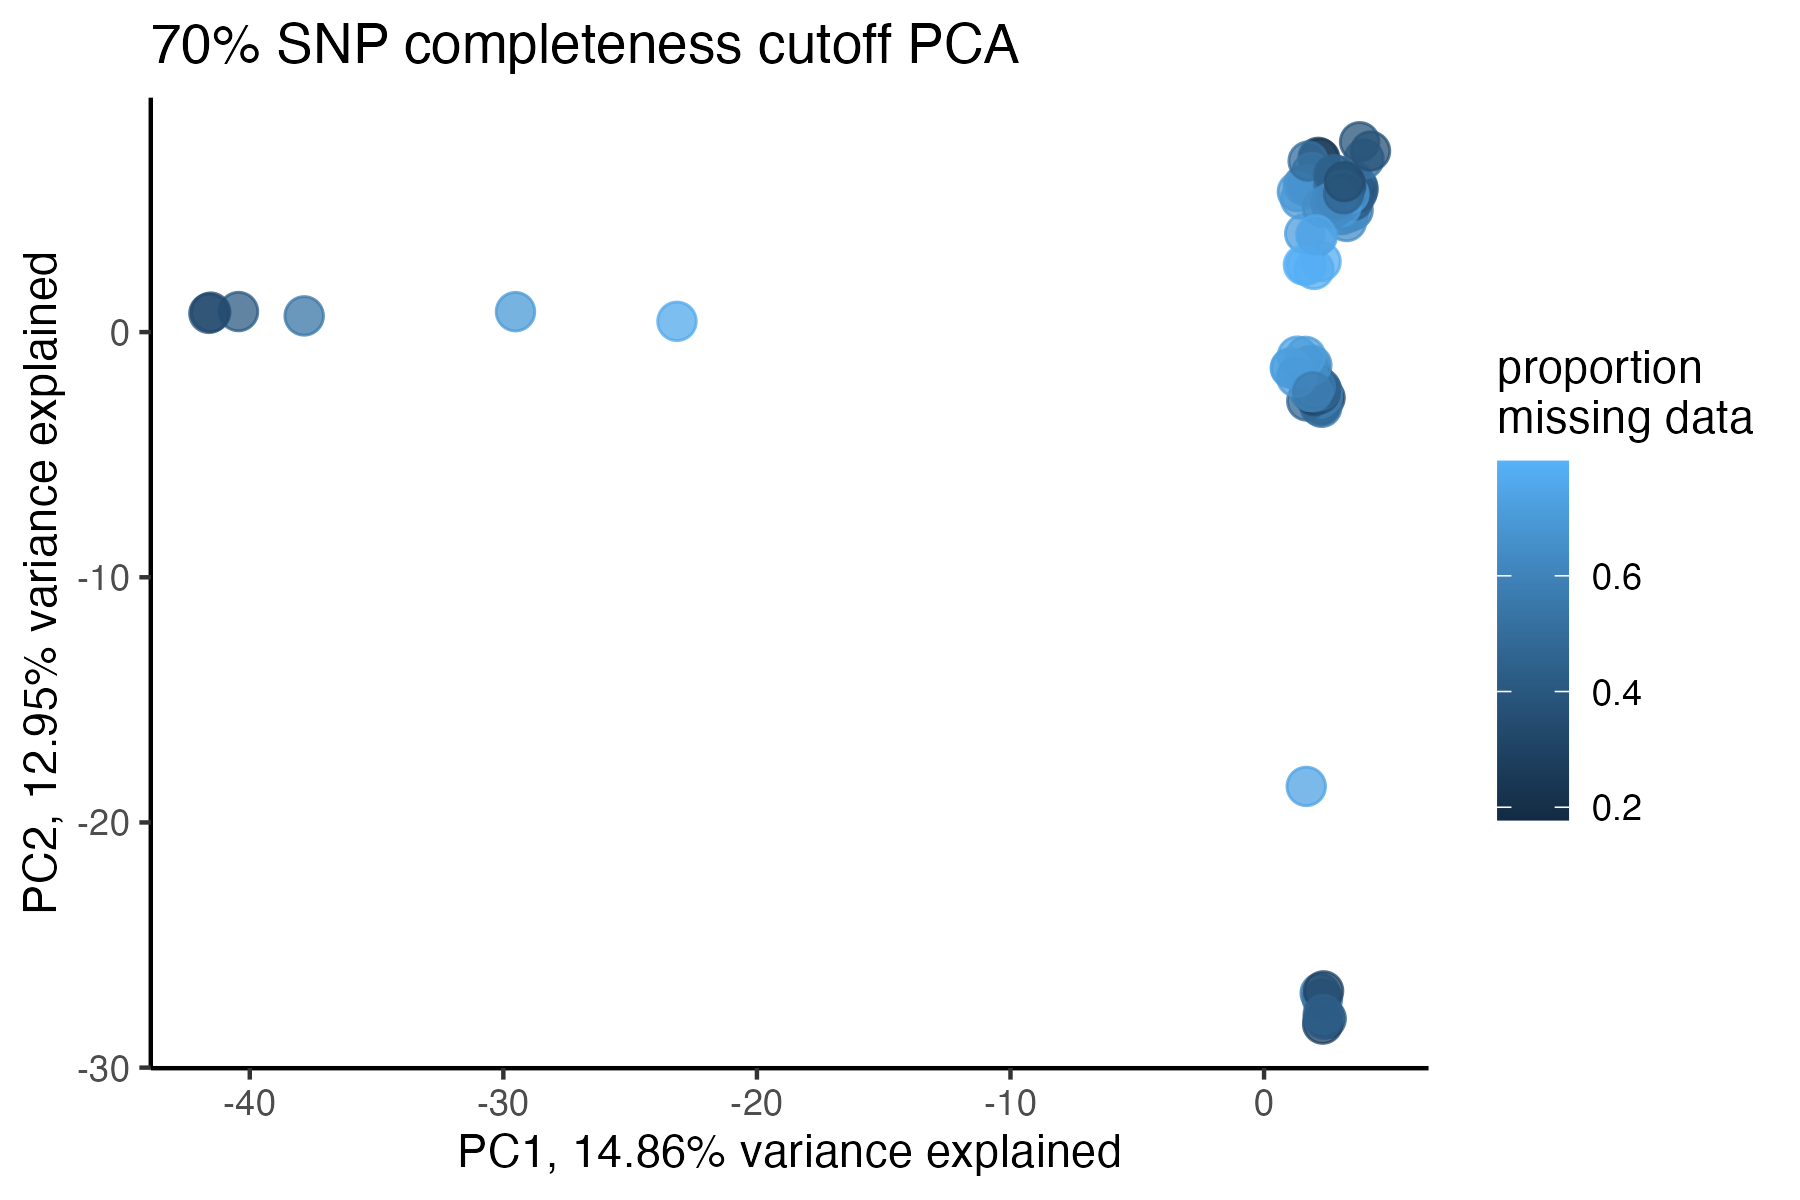 70% SNP completeness cutoff PCA
PC2, 12.95% variance explained
0
-10
-20
-30
-40
-30
-20
-10
0
PC1, 14.86% variance explained
proportion
missing data
0.6
0.4
0.2